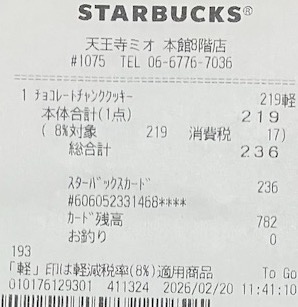 STARBUCKS®
天王寺ミオ 本館3階店
#1075 TEL 06-6776-7036
1 チョコレートチャンククッキー 219軽
本体合計(1点) 219
( 8%対象 219 消費税 17)
総合計 236
スターバックスカード 236
#606052331468****
カード残高 782
お釣り 0
193
「軽」印は軽減税率(8%)適用商品 To Go
010176129301 411324 2026/02/20 11:41:10